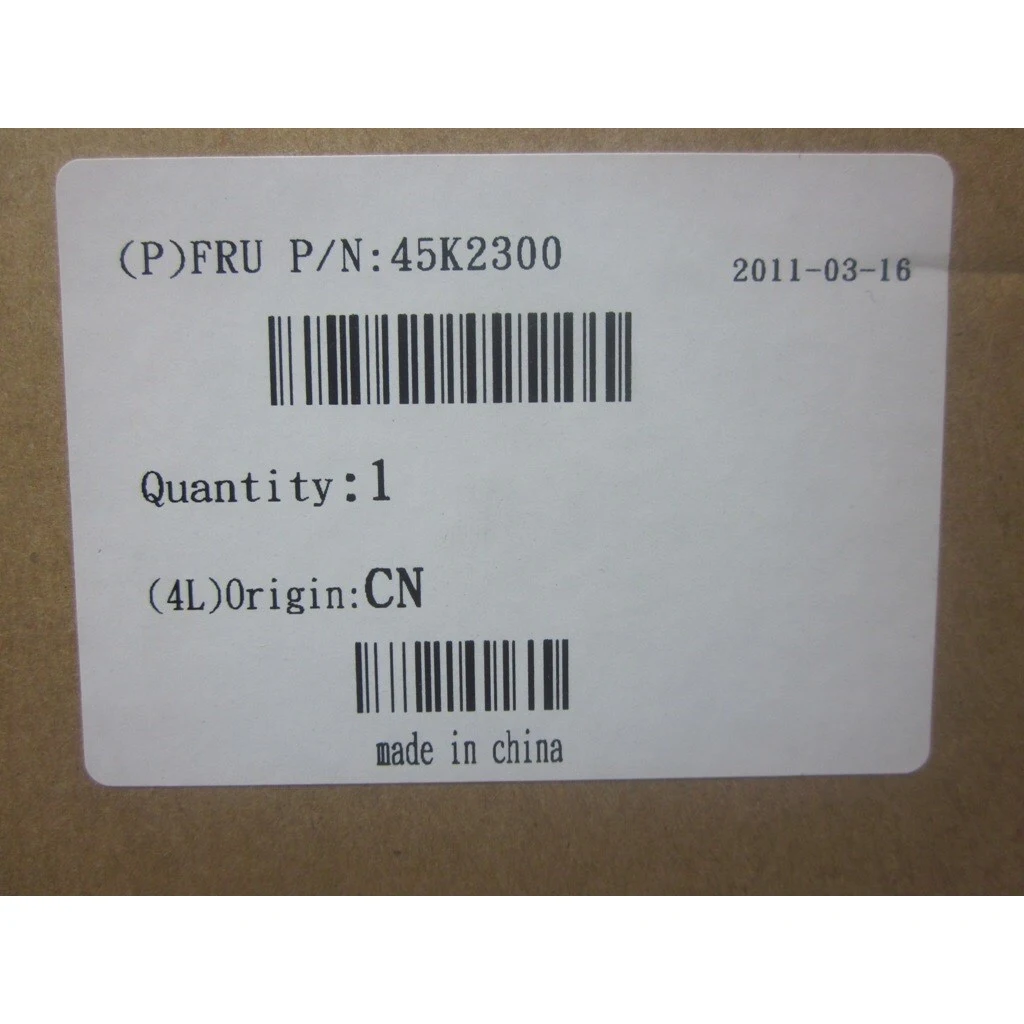 (P)FRU P/N:45K2300
2011-03-16
Quantity:1
(4L)Origin:CN
made in china